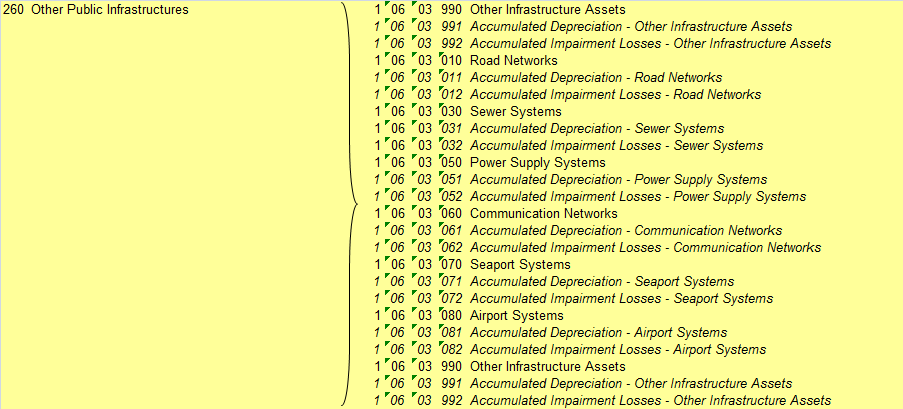 260 Other Public Infrastructures 1 06 03 990 Other Infrastructure Assets
1 06 03 991 Accumulated Depreciation - Other Infrastructure Assets
1 06 03 992 Accumulated Impairment Losses - Other Infrastructure Assets
1 06 03 010 Road Networks
1 06 03 011 Accumulated Depreciation - Road Networks
1 06 03 012 Accumulated Impairment Losses - Road Networks
1 06 03 030 Sewer Systems
1 06 03 031 Accumulated Depreciation - Sewer Systems
1 06 03 032 Accumulated Impairment Losses - Sewer Systems
1 06 03 050 Power Supply Systems
1 06 03 051 Accumulated Depreciation - Power Supply Systems
1 06 03 052 Accumulated Impairment Losses - Power Supply Systems
1 06 03 060 Communication Networks
1 06 03 061 Accumulated Depreciation - Communication Networks
1 06 03 062 Accumulated Impairment Losses - Communication Networks
1 06 03 070 Seaport Systems
1 06 03 071 Accumulated Depreciation - Seaport Systems
1 06 03 072 Accumulated Impairment Losses - Seaport Systems
1 06 03 080 Airport Systems
1 06 03 081 Accumulated Depreciation - Airport Systems
1 06 03 082 Accumulated Impairment Losses - Airport Systems
1 06 03 990 Other Infrastructure Assets
1 06 03 991 Accumulated Depreciation - Other Infrastructure Assets
1 06 03 992 Accumulated Impairment Losses - Other Infrastructure Assets